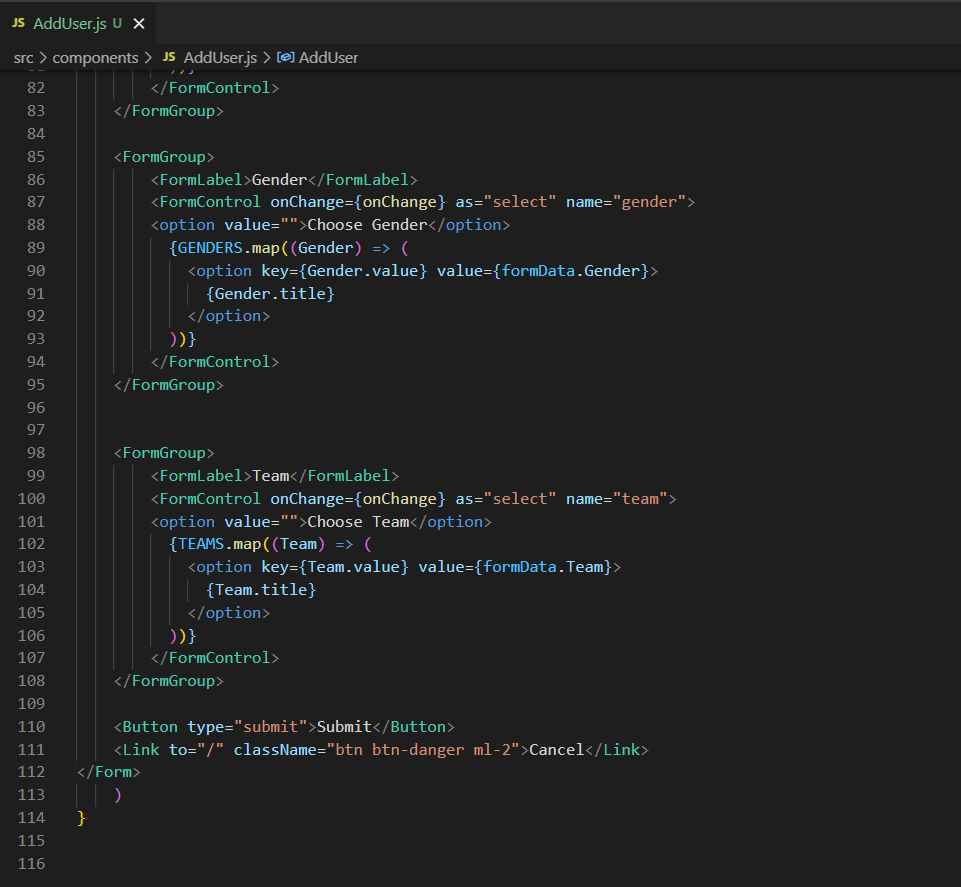 JS AddUser.js U ×
src > components > JS AddUser.js > AddUser
82 </FormControl>
83 </FormGroup>
84
85 <FormGroup>
86 <FormLabel>Gender</FormLabel>
87 <FormControl onChange={onChange} as="select" name="gender">
88 <option value="">Choose Gender</option>
89 {GENDERS.map((Gender) => (
90 <option key={Gender.value} value={formData.Gender}>
91 {Gender.title}
92 </option>
93 ))}
94 </FormControl>
95 </FormGroup>
96
97
98 <FormGroup>
99 <FormLabel>Team</FormLabel>
100 <FormControl onChange={onChange} as="select" name="team">
101 <option value="">Choose Team</option>
102 {TEAMS.map((Team) => (
103 <option key={Team.value} value={formData.Team}>
104 {Team.title}
105 </option>
106 ))}
107 </FormControl>
108 </FormGroup>
109
110 <Button type="submit">Submit</Button>
111 <Link to="/" className="btn btn-danger ml-2">Cancel</Link>
112 </Form>
113 )
114 }
115
116